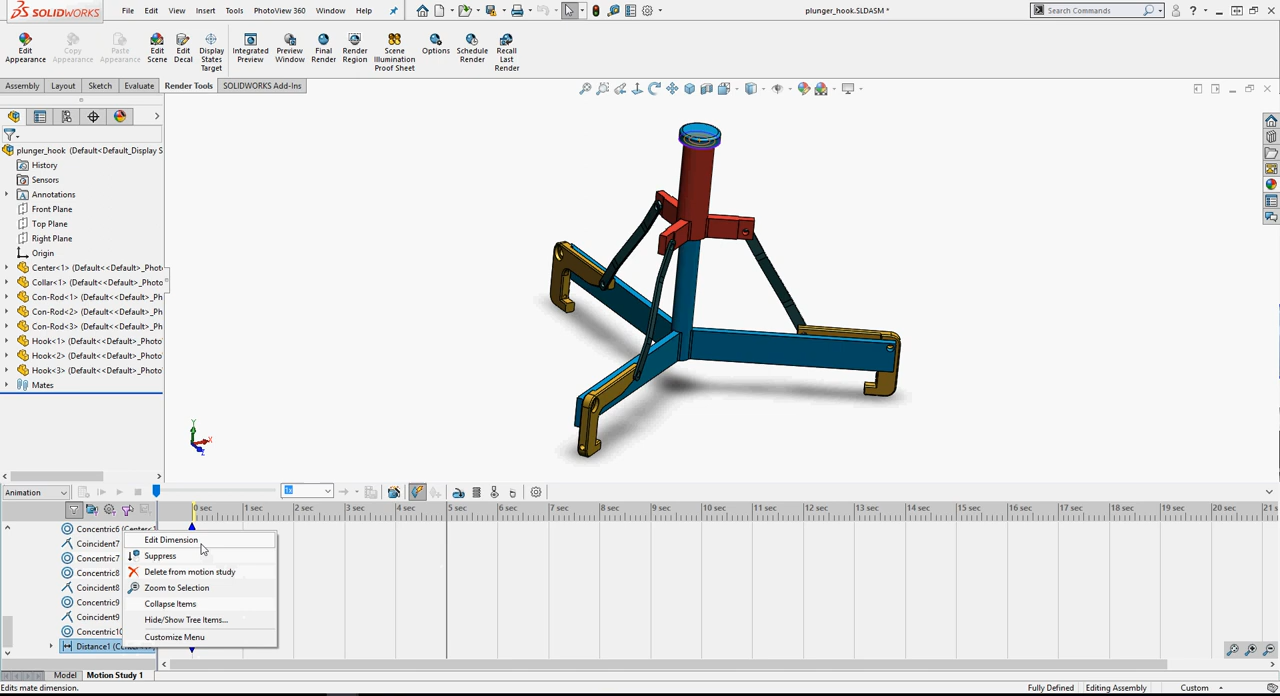 SOLIDWORKS
File Edit View Insert Tools PhotoView 360 Window Help
plunger_hook.SLDASM *
Search Commands
Edit Appearance
Copy Appearance
Paste Appearance
Edit Scene
Edit Decal
Display States Target
Integrated Preview
Preview Window
Final Render
Render Region
Scene Illumination Proof Sheet
Options
Schedule Render
Recall Last Render
Assembly Layout Sketch Evaluate Render Tools SOLIDWORKS Add-Ins
plunger_hook (Default<Default_Display S
History
Sensors
Annotations
Front Plane
Top Plane
Right Plane
Origin
Center<1> (Default<<Default>_Photo
Collar<1> (Default<<Default>_Photo
Con-Rod<1> (Default<<Default>_Ph
Con-Rod<2> (Default<<Default>_Ph
Con-Rod<3> (Default<<Default>_Ph
Hook<1> (Default<<Default>_Photo
Hook<2> (Default<<Default>_Photo
Hook<3> (Default<<Default>_Photo
Mates
Y
X
Z
Animation
1x
0 sec 1 sec 2 sec 3 sec 4 sec 5 sec 6 sec 7 sec 8 sec 9 sec 10 sec 11 sec 12 sec 13 sec 14 sec 15 sec 16 sec 17 sec 18 sec 19 sec 20 sec 21 s
Concentric6 (Center<1
Coincident7
Concentric7
Concentric8
Coincident8
Concentric9
Coincident9
Concentric10
Distance1 (Cen
Edit Dimension
Suppress
Delete from motion study
Zoom to Selection
Collapse Items
Hide/Show Tree Items...
Customize Menu
Model Motion Study 1
Edits mate dimension.
Fully Defined Editing Assembly Custom